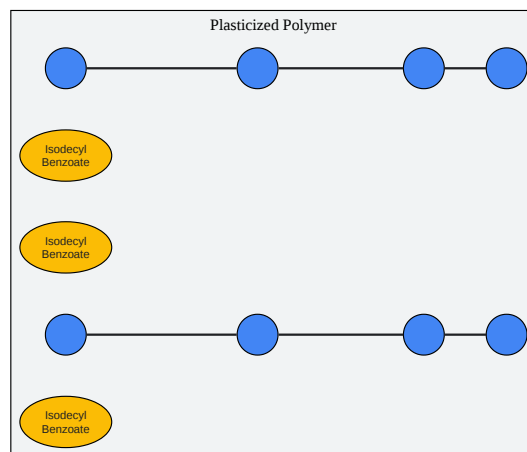 Plasticized Polymer
Isodecyl
Benzoate
Isodecyl
Benzoate
Isodecyl
Benzoate